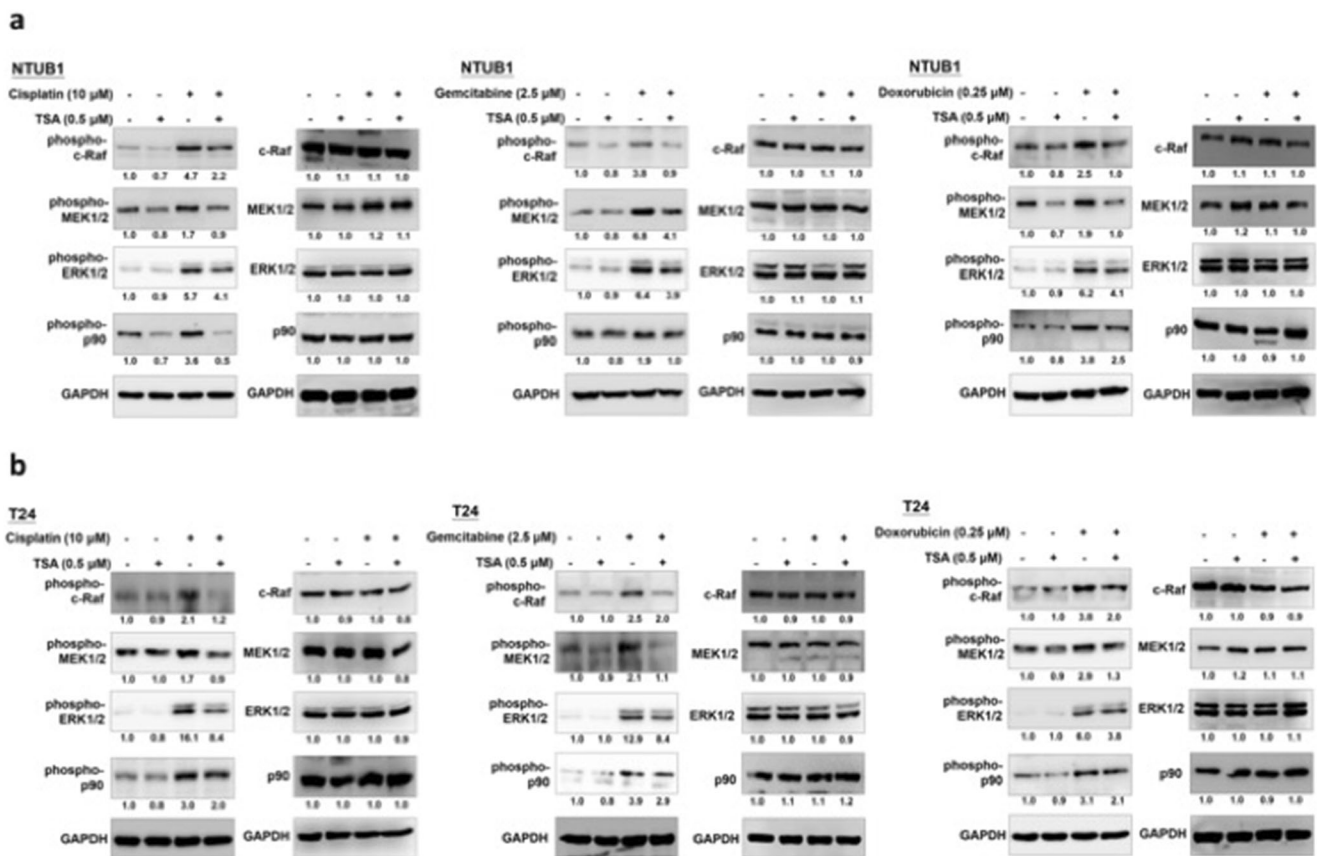 a
NTUB1
Cisplatin (10 µM) - - + +
- - + +
TSA (0.5 µM) - + - +
- + - +
phospho-
c-Raf
1.0 0.7 4.7 2.2
c-Raf
1.0 1.1 1.1 1.0
phospho-
MEK1/2
1.0 0.8 1.7 0.9
MEK1/2
1.0 1.0 1.2 1.1
phospho-
ERK1/2
1.0 0.9 5.7 4.1
ERK1/2
1.0 1.0 1.0 1.0
phospho-
p90
1.0 0.7 3.6 0.5
p90
1.0 1.0 1.0 1.0
GAPDH
GAPDH
NTUB1
Gemcitabine (2.5 µM) - - + +
- - + +
TSA (0.5 µM) - + - +
- + - +
phospho-
c-Raf
1.0 0.8 3.8 0.9
c-Raf
1.0 1.0 1.1 1.0
phospho-
MEK1/2
1.0 0.8 6.8 4.1
MEK1/2
1.0 1.0 1.0 1.0
phospho-
ERK1/2
1.0 0.9 6.4 3.9
ERK1/2
1.0 1.1 1.0 1.1
phospho-
p90
1.0 0.8 1.9 1.0
p90
1.0 1.0 1.0 0.9
GAPDH
GAPDH
NTUB1
Doxorubicin (0.25 µM) - - + +
- - + +
TSA (0.5 µM) - + - +
- + - +
phospho-
c-Raf
1.0 0.8 2.5 1.0
c-Raf
1.0 1.1 1.1 1.0
phospho-
MEK1/2
1.0 0.7 1.9 1.0
MEK1/2
1.0 1.2 1.1 1.0
phospho-
ERK1/2
1.0 0.9 6.2 4.1
ERK1/2
1.0 1.0 1.0 1.0
phospho-
p90
1.0 0.8 3.8 2.5
p90
1.0 1.0 0.9 1.0
GAPDH
GAPDH
b
T24
Cisplatin (10 µM) - - + +
- - + +
TSA (0.5 µM) - + - +
- + - +
phospho-
c-Raf
1.0 0.9 2.1 1.2
c-Raf
1.0 0.9 1.0 0.8
phospho-
MEK1/2
1.0 1.0 1.7 0.9
MEK1/2
1.0 1.0 1.0 0.8
phospho-
ERK1/2
1.0 0.8 16.1 8.4
ERK1/2
1.0 1.0 1.0 0.9
phospho-
p90
1.0 0.8 3.0 2.0
p90
1.0 1.0 1.0 1.0
GAPDH
GAPDH
T24
Gemcitabine (2.5 µM) - - + +
- - + +
TSA (0.5 µM) - + - +
- + - +
phospho-
c-Raf
1.0 1.0 2.5 2.0
c-Raf
1.0 0.9 1.0 0.9
phospho-
MEK1/2
1.0 0.9 2.1 1.1
MEK1/2
1.0 1.0 1.0 0.9
phospho-
ERK1/2
1.0 1.0 12.9 8.4
ERK1/2
1.0 1.0 1.0 0.9
phospho-
p90
1.0 0.8 3.9 2.9
p90
1.0 1.1 1.1 1.2
GAPDH
GAPDH
T24
Doxorubicin (0.25 µM) - - + +
- - + +
TSA (0.5 µM) - + - +
- + - +
phospho-
c-Raf
1.0 1.0 3.8 2.0
c-Raf
1.0 1.0 0.9 0.9
phospho-
MEK1/2
1.0 0.9 2.9 1.3
MEK1/2
1.0 1.2 1.1 1.1
phospho-
ERK1/2
1.0 1.0 6.0 3.8
ERK1/2
1.0 1.0 1.0 1.1
phospho-
p90
1.0 0.9 3.1 2.1
p90
1.0 1.0 0.9 1.0
GAPDH
GAPDH